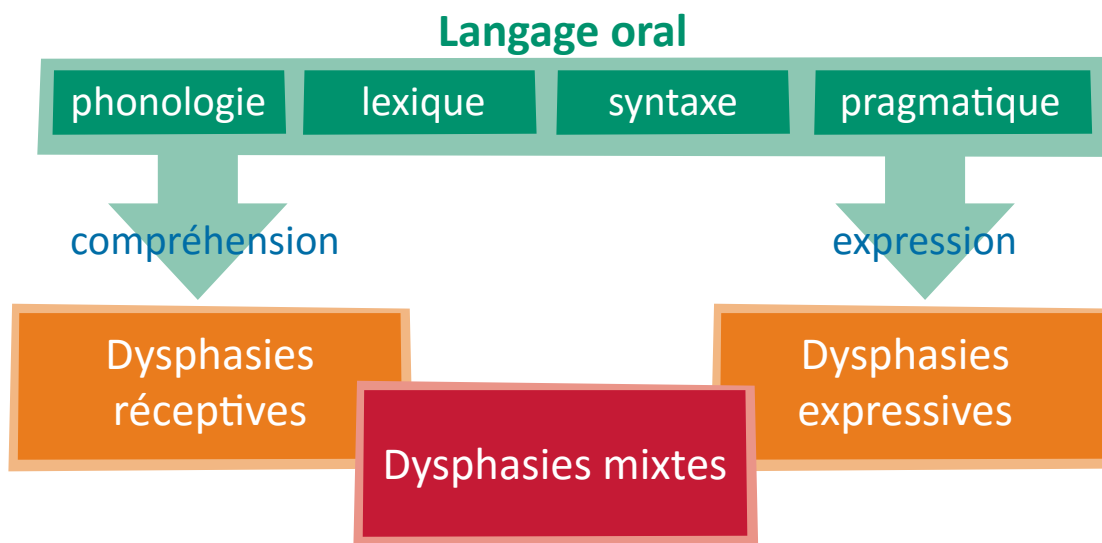 Langage oral
phonologie lexique syntaxe pragmatique
compréhension expression
Dysphasies
réceptives
Dysphasies
expressives
Dysphasies mixtes